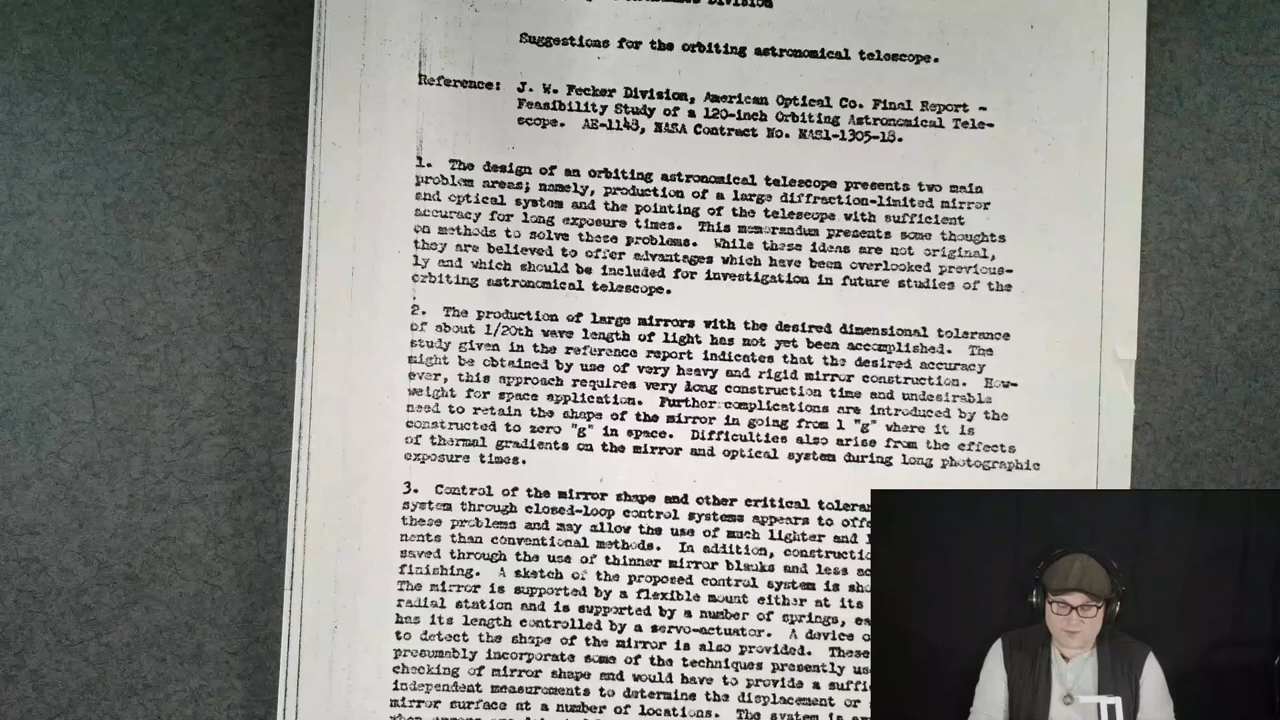 Division
Suggestions for the orbiting astronomical telescope.
Reference: J. W. Fecker Division, American Optical Co. Final Report -
Feasibility Study of a 120-inch Orbiting Astronomical Tele-
scope. AE-1148, NASA Contract No. NAS1-1305-18.
1. The design of an orbiting astronomical telescope presents two main
problem areas; namely, production of a large diffraction-limited mirror
and optical system and the pointing of the telescope with sufficient
accuracy for long exposure times. This memorandum presents some thoughts
on methods to solve these problems. While these ideas are not original,
they are believed to offer advantages which have been overlooked previous-
ly and which should be included for investigation in future studies of the
orbiting astronomical telescope.
2. The production of large mirrors with the desired dimensional tolerance
of about 1/20th wave length of light has not yet been accomplished. The
study given in the reference report indicates that the desired accuracy
might be obtained by use of very heavy and rigid mirror construction. How-
ever, this approach requires very long construction time and undesirable
weight for space application. Further complications are introduced by the
need to retain the shape of the mirror in going from 1 "g" where it is
constructed to zero "g" in space. Difficulties also arise from the effects
of thermal gradients on the mirror and optical system during long photographic
exposure times.
3. Control of the mirror shape and other critical
system through closed-loop control systems appears to
these problems and may allow the use of much lighter and
nents than conventional methods. In addition,
saved through the use of thinner mirror blanks and less
finishing. A sketch of the proposed control system is
The mirror is supported by a flexible mount either at its
radial station and is supported by a number of springs,
has its length controlled by a servo-actuator. A device
to detect the shape of the mirror is also provided. These
presumably incorporate some of the techniques presently
checking of mirror shape and would have to provide a
independent measurements to determine the displacement or
mirror surface at a number of locations. The system is